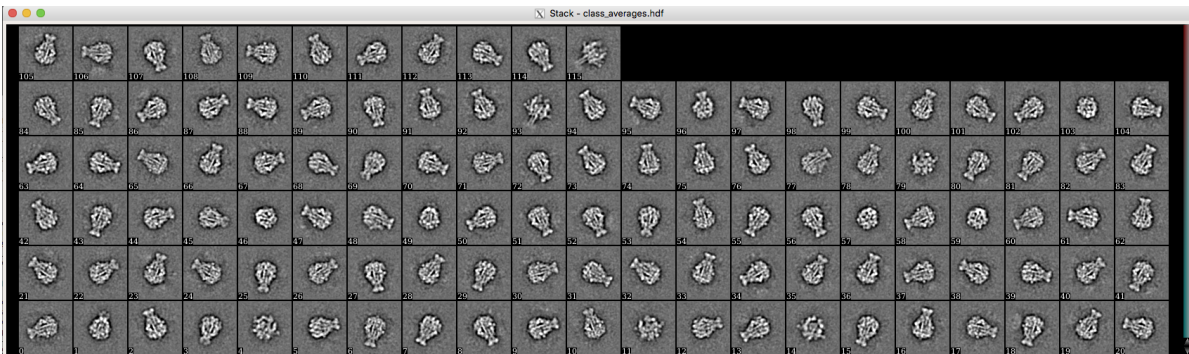 Stack - class_averages.hdf
105 106 107 108 109 110 111 112 113 114 115
84 85 86 87 88 89 90 91 92 93 94 95 96 97 98 99 100 101 102 103 104
63 64 65 66 67 68 69 70 71 72 73 74 75 76 77 78 79 80 81 82 83
42 43 44 45 46 47 48 49 50 51 52 53 54 55 56 57 58 59 60 61 62
21 22 23 24 25 26 27 28 29 30 31 32 33 34 35 36 37 38 39 40 41
0 1 2 3 4 5 6 7 8 9 10 11 12 13 14 15 16 17 18 19 20